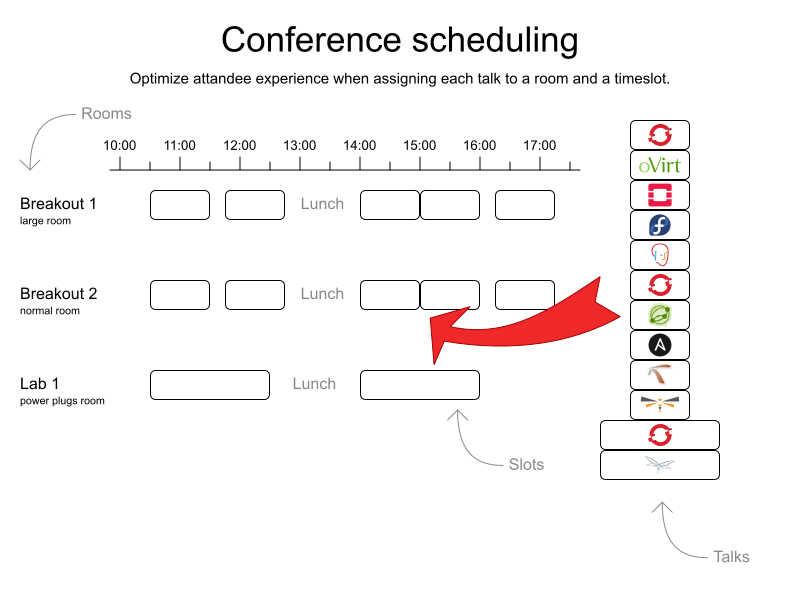 Conference scheduling
Optimize attandee experience when assigning each talk to a room and a timeslot.
Rooms
10:00 11:00 12:00 13:00 14:00 15:00 16:00 17:00
oVirt
Breakout 1
large room
Lunch
Breakout 2
normal room
Lunch
A
Lab 1
power plugs room
Lunch
Slots
Talks